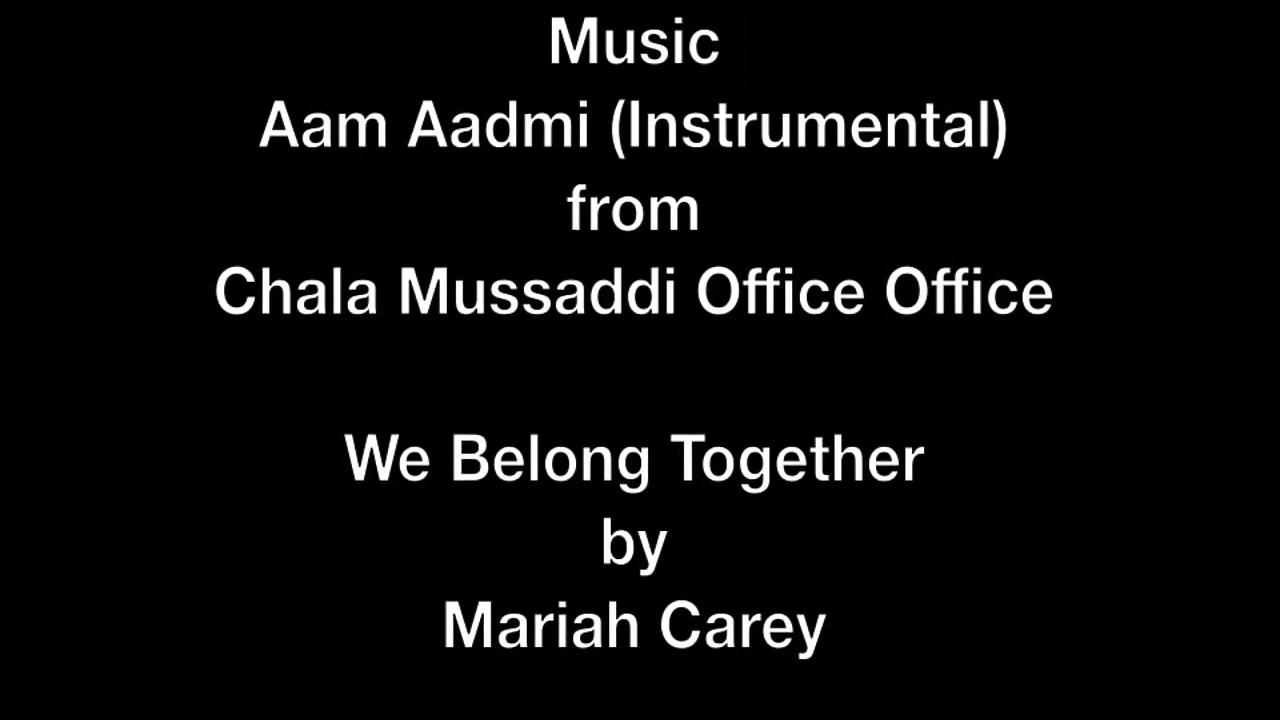 Music
Aam Aadmi (Instrumental)
from
Chala Mussaddi Office Office
We Belong Together
by
Mariah Carey